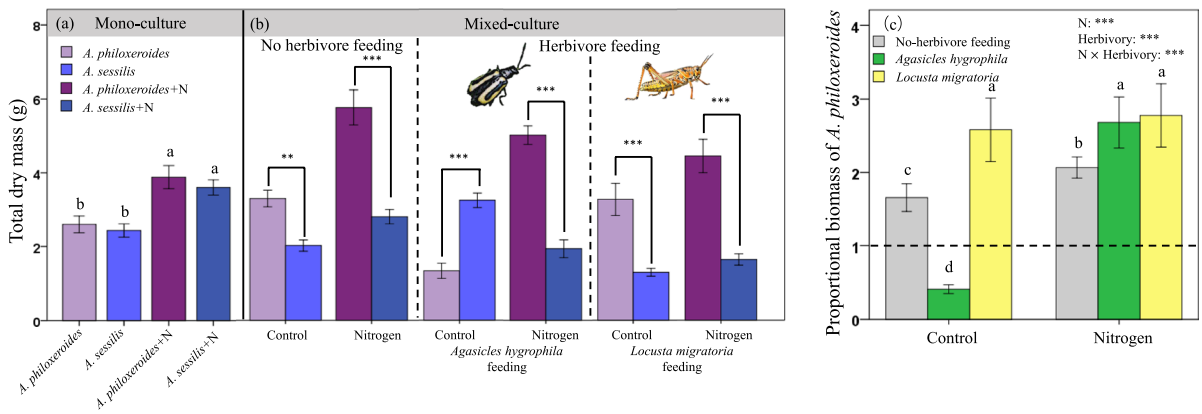 (a) Mono-culture
(b) Mixed-culture
8
6
4
2
0
Total dry mass (g)
A. philoxeroides
A. sessilis
A. philoxeroides+N
A. sessilis+N
b
b
a
a
A. philoxeroides
A. sessilis
A. philoxeroides+N
A. sessilis+N
No herbivore feeding
Herbivore feeding
**
***
***
***
***
***
Control
Nitrogen
Control
Nitrogen
Control
Nitrogen
Agasicles hygrophila
feeding
Locusta migratoria
feeding
(c)
No-herbivore feeding
Agasicles hygrophila
Locusta migratoria
N: ***
Herbivory: ***
N × Herbivory: ***
4
3
2
1
0
Proportional biomass of A. philoxeroides
c
d
a
b
a
a
Control
Nitrogen